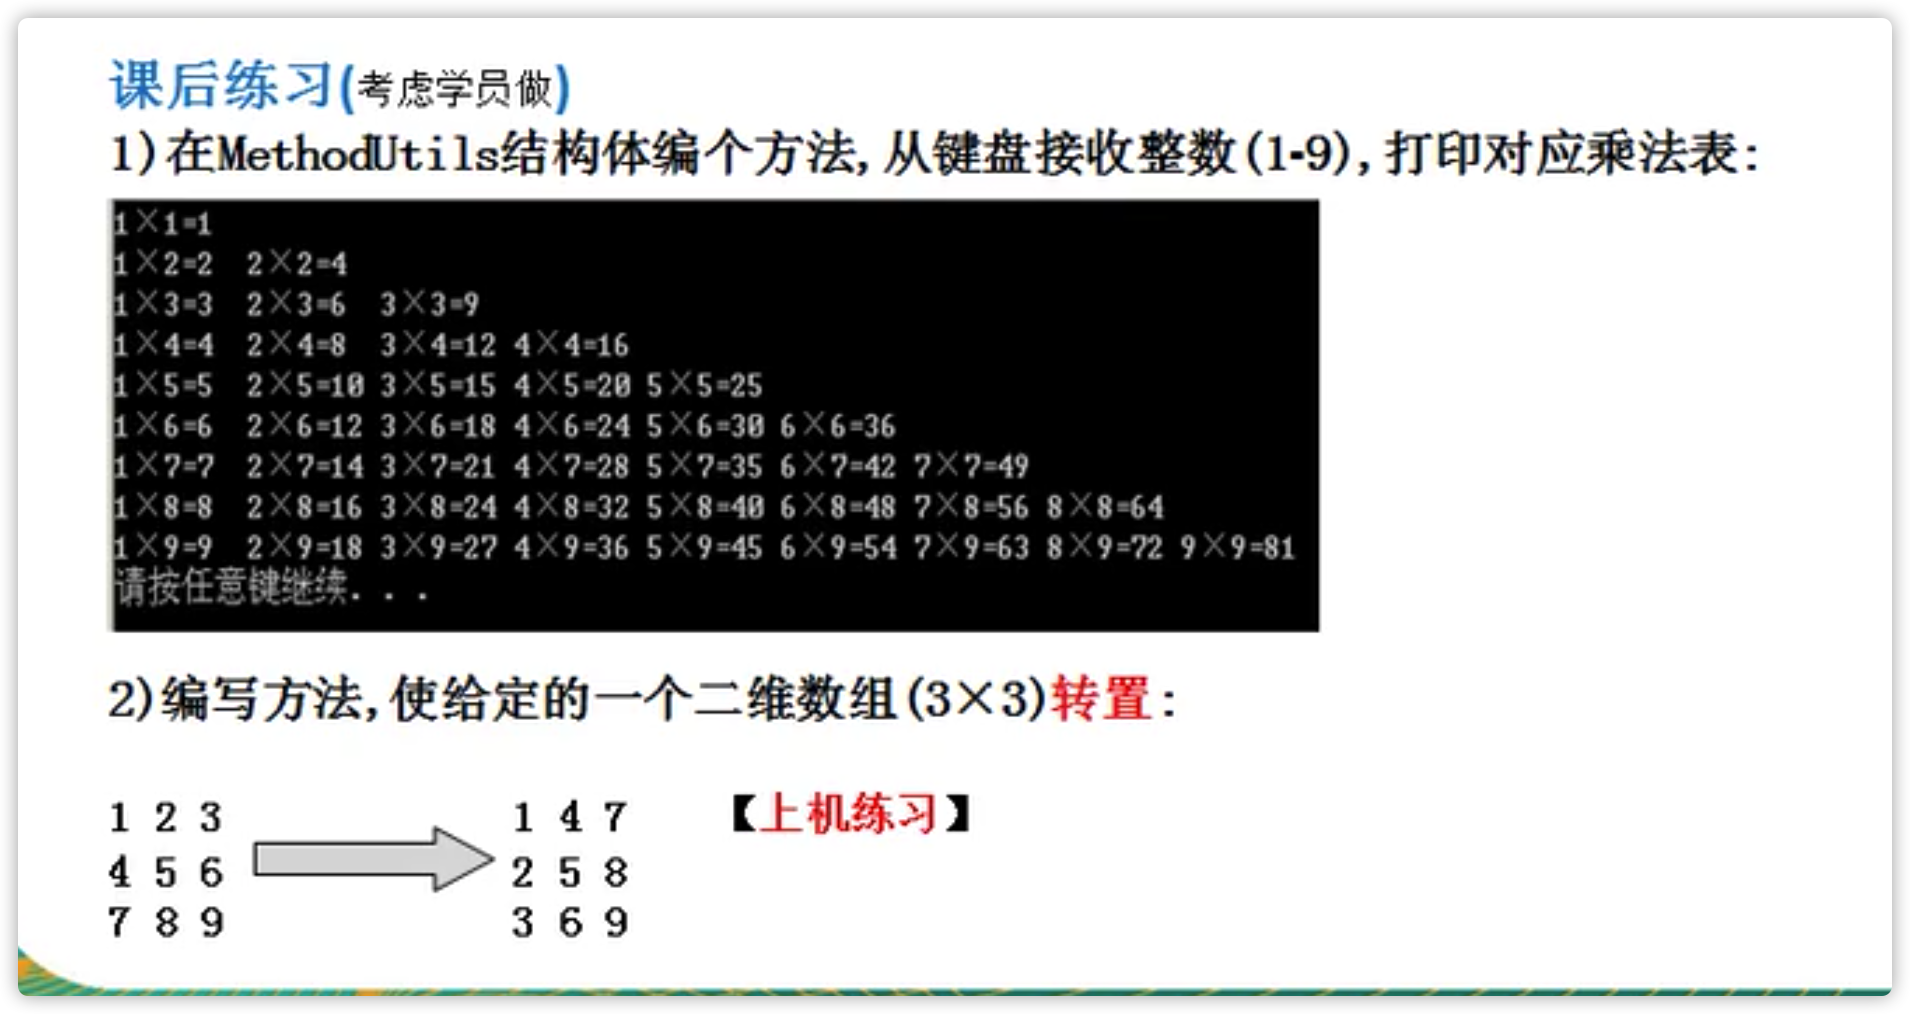 课后练习(考虑学员做)
1)在MethodUtils结构体编个方法,从键盘接收整数(1-9),打印对应乘法表:
1×1=1
1×2=2 2×2=4
1×3=3 2×3=6 3×3=9
1×4=4 2×4=8 3×4=12 4×4=16
1×5=5 2×5=10 3×5=15 4×5=20 5×5=25
1×6=6 2×6=12 3×6=18 4×6=24 5×6=30 6×6=36
1×7=7 2×7=14 3×7=21 4×7=28 5×7=35 6×7=42 7×7=49
1×8=8 2×8=16 3×8=24 4×8=32 5×8=40 6×8=48 7×8=56 8×8=64
1×9=9 2×9=18 3×9=27 4×9=36 5×9=45 6×9=54 7×9=63 8×9=72 9×9=81
请按任意键继续. . .
2)编写方法,使给定的一个二维数组(3×3)转置:
1 2 3 1 4 7 【上机练习】
4 5 6 2 5 8
7 8 9 3 6 9